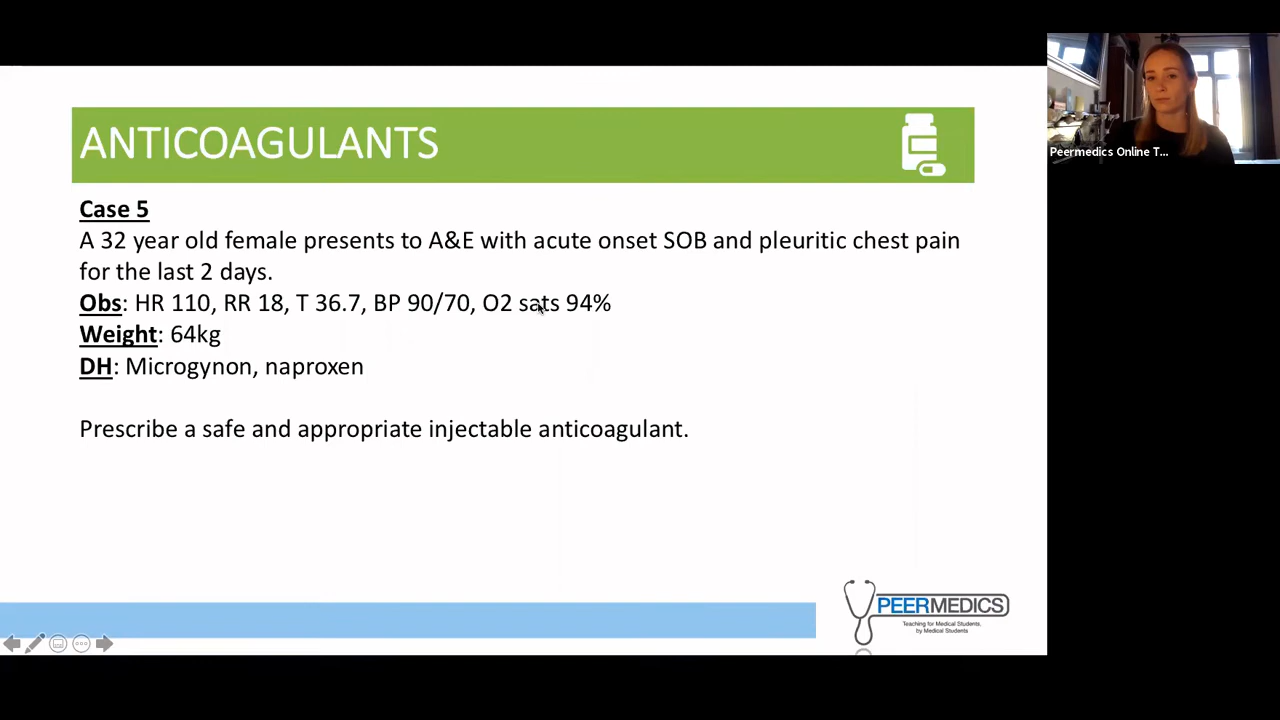 ANTICOAGULANTS
Case 5
A 32 year old female presents to A&E with acute onset SOB and pleuritic chest pain
for the last 2 days.
Obs: HR 110, RR 18, T 36.7, BP 90/70, O2 sats 94%
Weight: 64kg
DH: Microgynon, naproxen
Prescribe a safe and appropriate injectable anticoagulant.
Peermedics Online T...
PEERMEDICS
Teaching for Medical Students,
by Medical Students